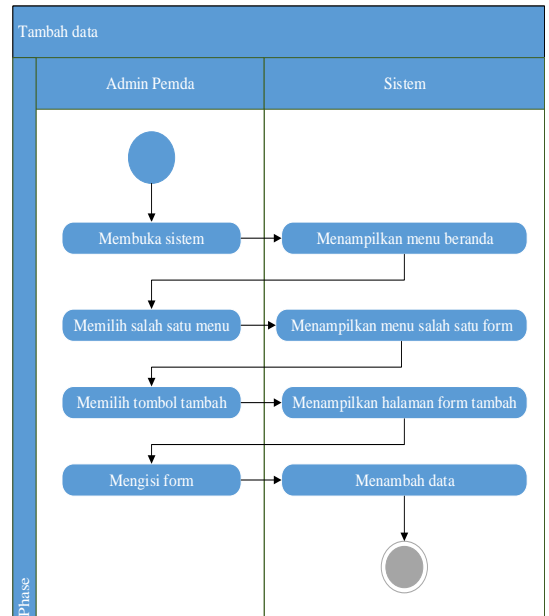 Tambah data
Admin Pemda
Sistem
Membuka sistem
Menampilkan menu beranda
Memilih salah satu menu
Menampilkan menu salah satu form
Memilih tombol tambah
Menampilkan halaman form tambah
Mengisi form
Menambah data
Phase